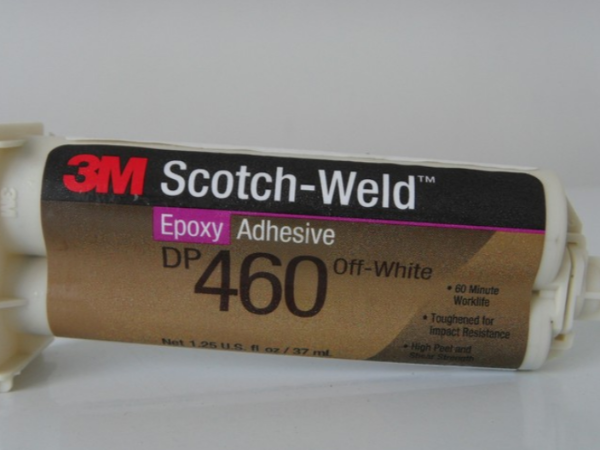 3M Scotch-Weld™
Epoxy Adhesive
DP 460 Off-White
• 60 Minute
Worklife
• Toughened for
Impact Resistance
• High Peel and
Shear Strength
Net 1.25 U.S. fl oz / 37 mL
3M